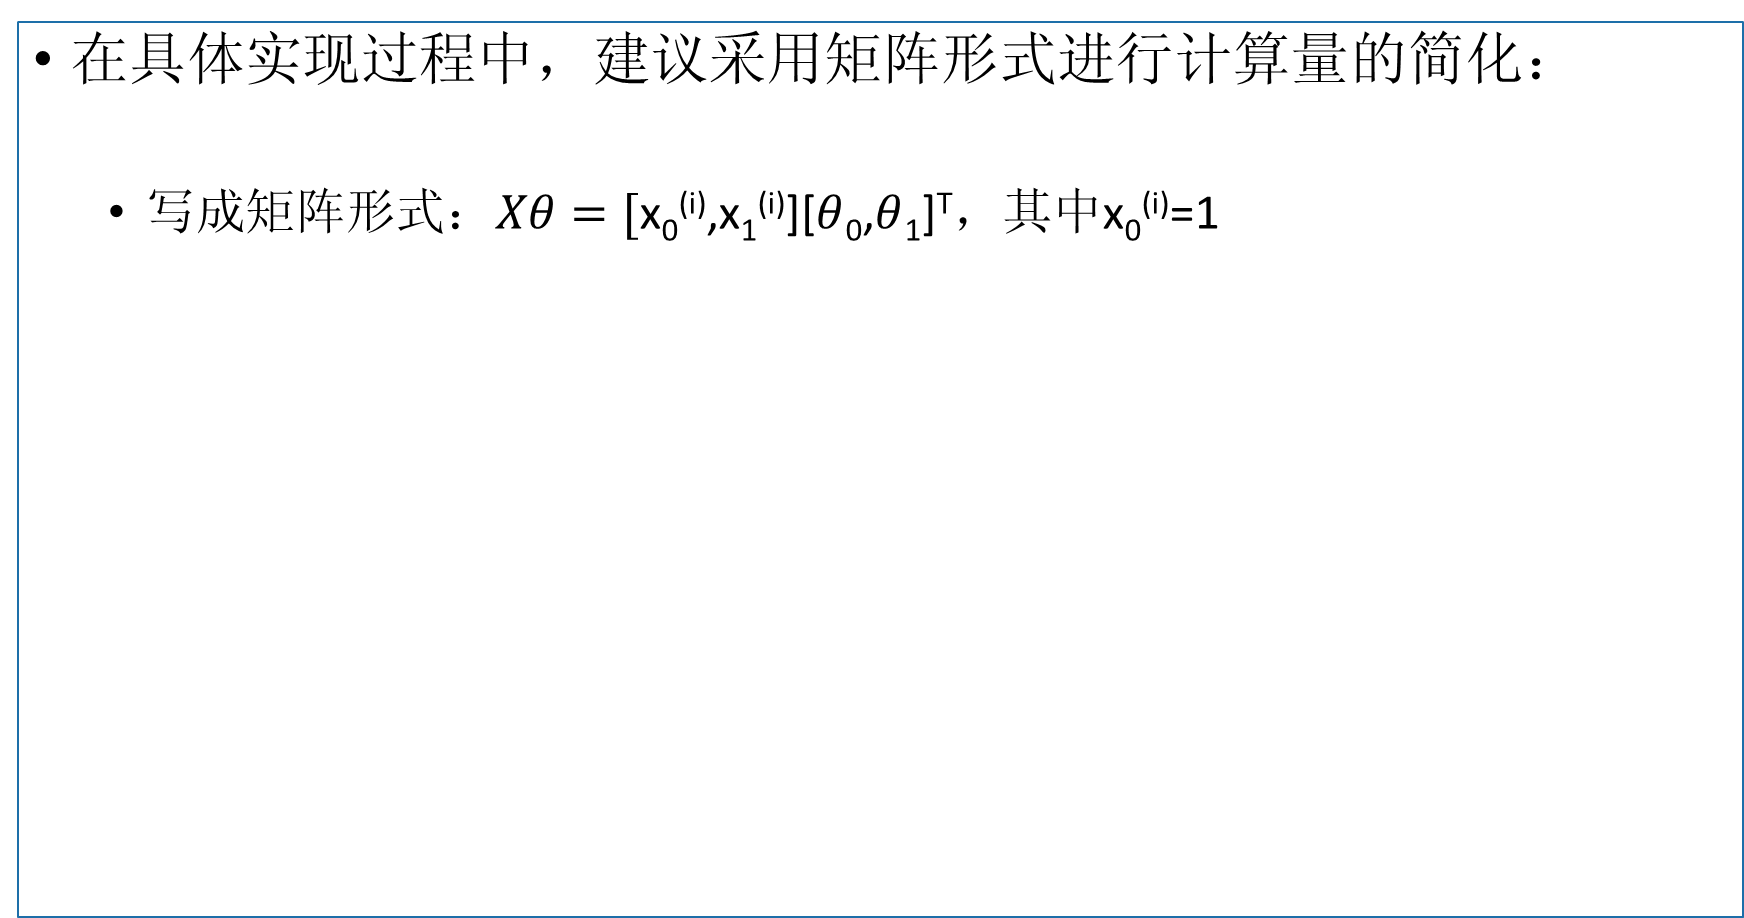 • 在具体实现过程中，建议采用矩阵形式进行计算量的简化：
• 写成矩阵形式：𝑋𝜃 = [x₀⁽ⁱ⁾,x₁⁽ⁱ⁾][𝜃₀,𝜃₁]ᵀ，其中x₀⁽ⁱ⁾=1